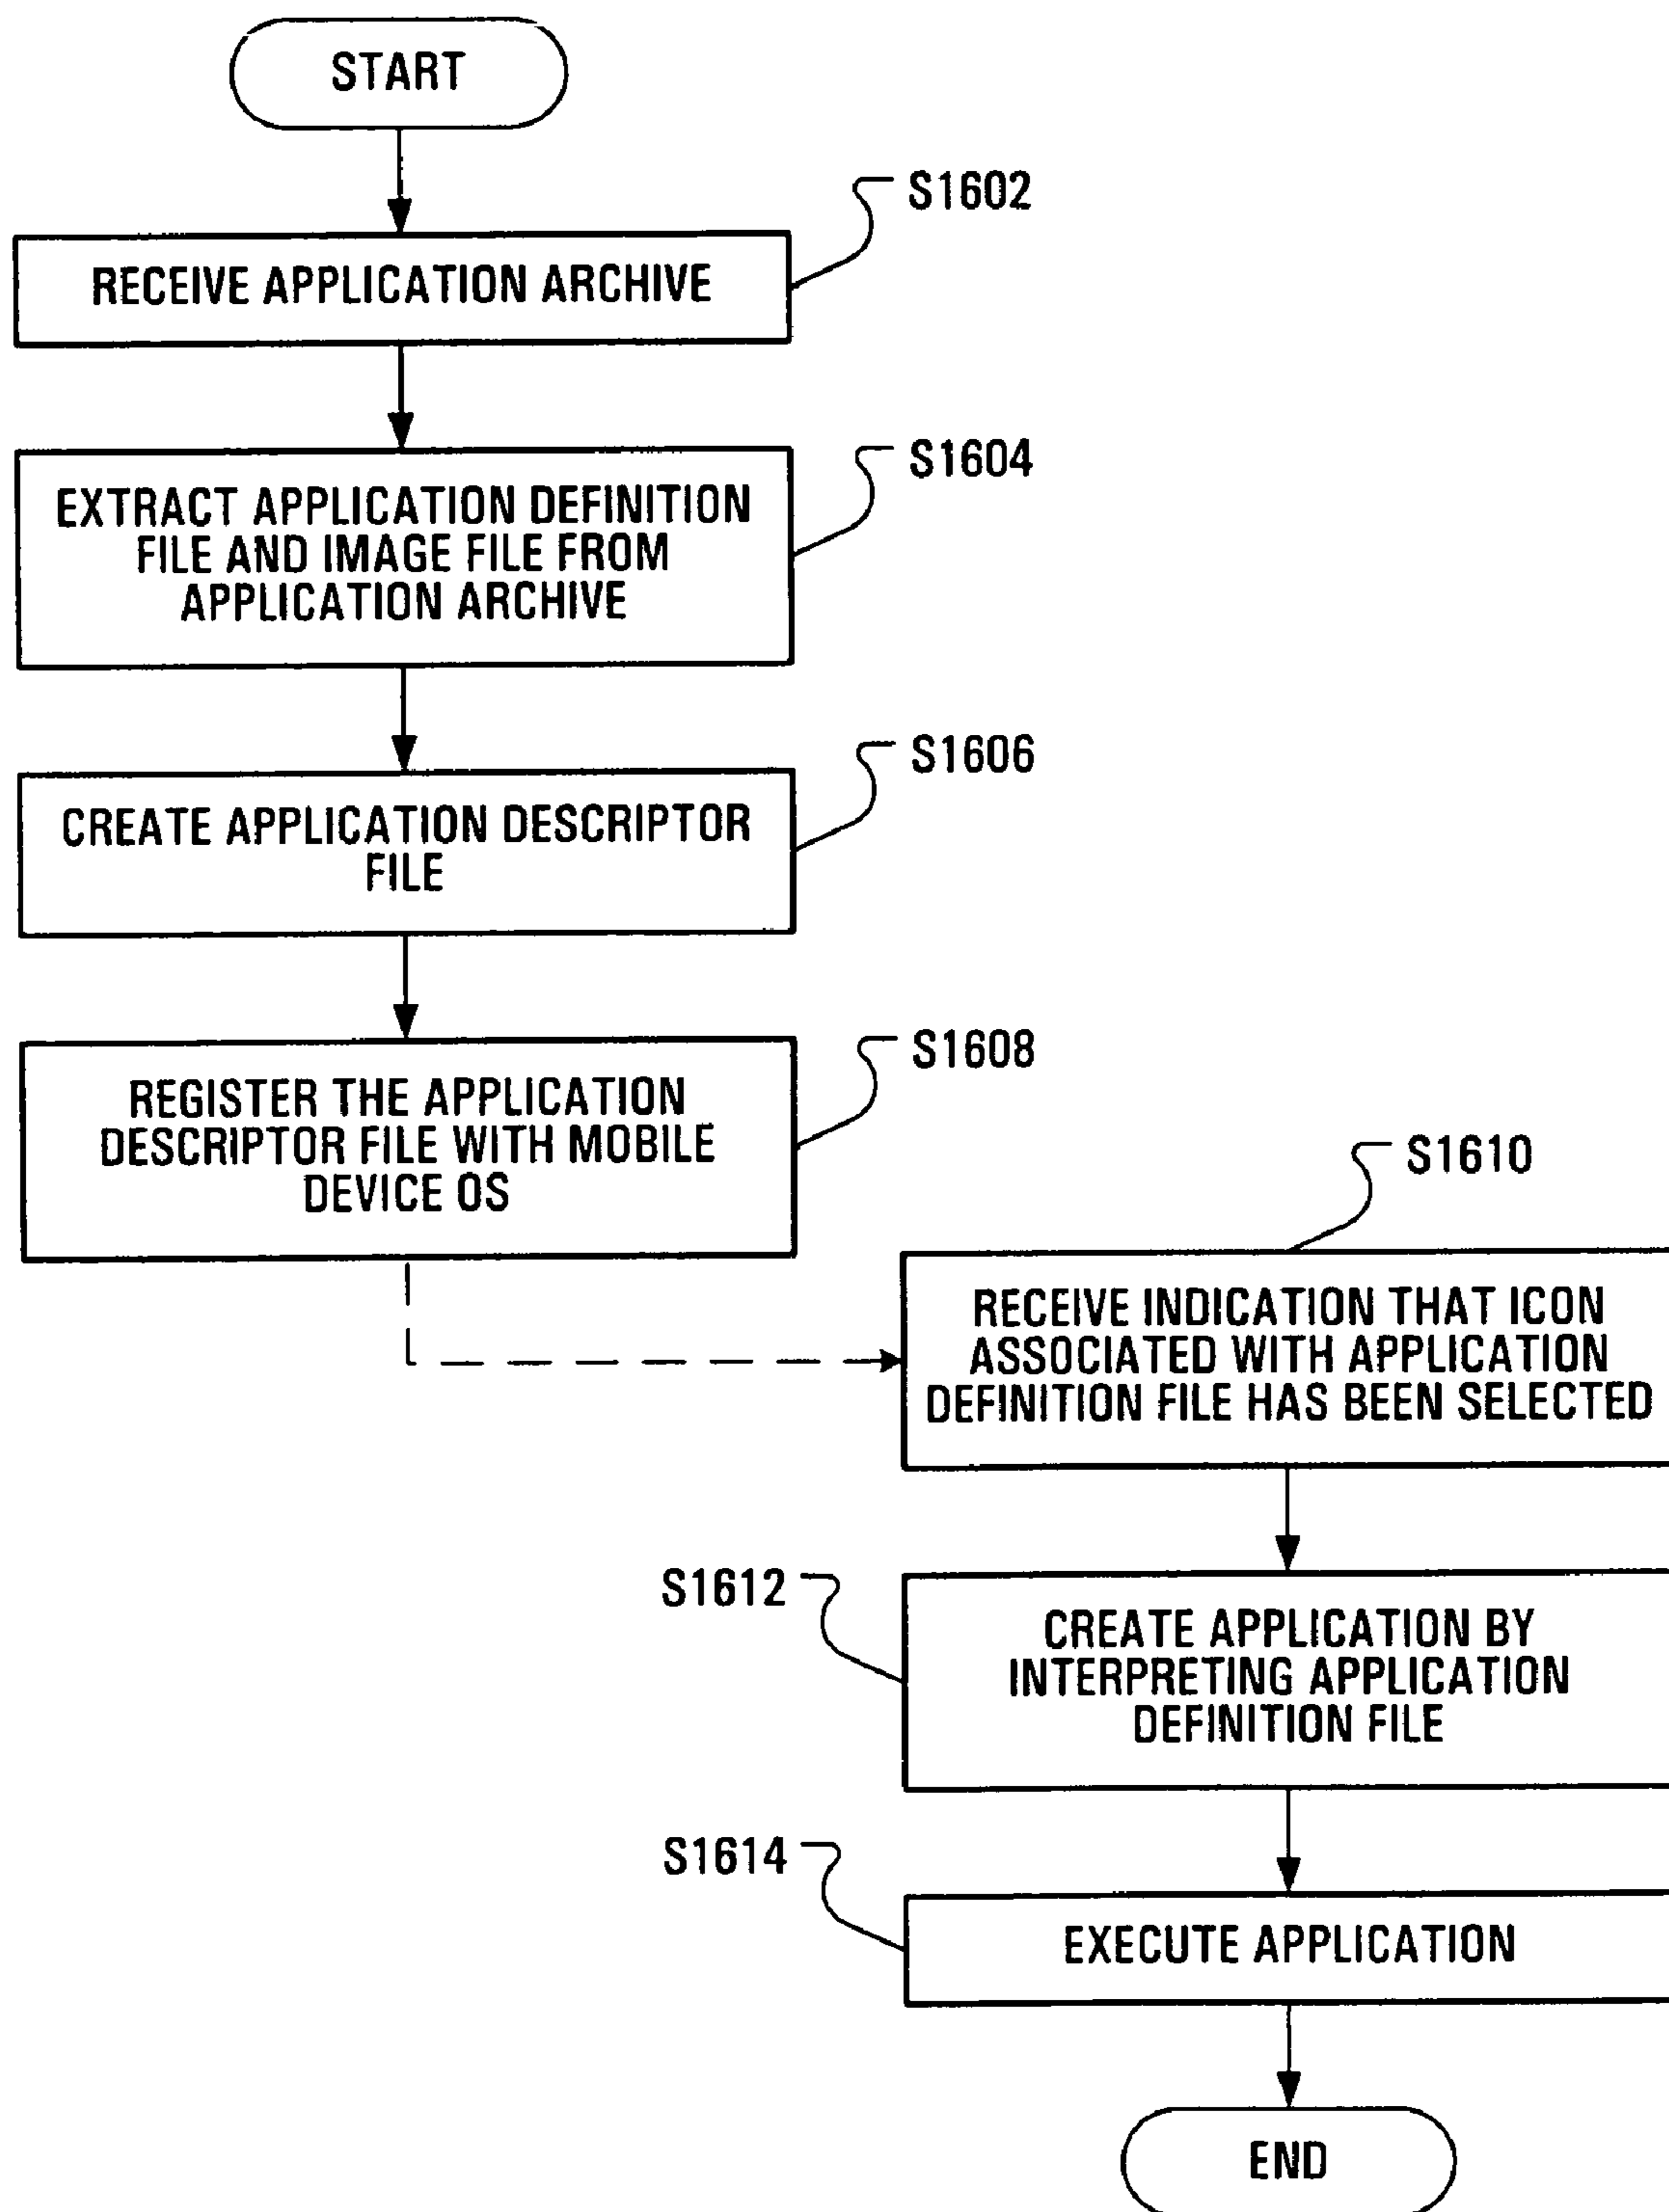 START
S1602
RECEIVE APPLICATION ARCHIVE
S1604
EXTRACT APPLICATION DEFINITION
FILE AND IMAGE FILE FROM
APPLICATION ARCHIVE
S1606
CREATE APPLICATION DESCRIPTOR
FILE
S1608
REGISTER THE APPLICATION
DESCRIPTOR FILE WITH MOBILE
DEVICE OS
S1610
RECEIVE INDICATION THAT ICON
ASSOCIATED WITH APPLICATION
DEFINITION FILE HAS BEEN SELECTED
S1612
CREATE APPLICATION BY
INTERPRETING APPLICATION
DEFINITION FILE
S1614
EXECUTE APPLICATION
END